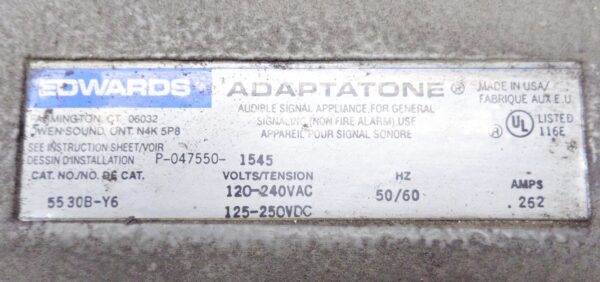 EDWARDS ADAPTATONE ®
MADE IN USA/
FABRIQUE AUX E.U.
FARMINGTON, CT. 06032
OWEN SOUND, ONT. N4K 5P8
AUDIBLE SIGNAL APPLIANCE, FOR GENERAL
SIGNALING (NON FIRE ALARM) USE
APPAREIL POUR SIGNAL SONORE
UL ® LISTED
116E
SEE INSTRUCTION SHEET/VOIR
DESSIN D'INSTALLATION P-047550- 1545
CAT. NO./NO. DE CAT. VOLTS/TENSION HZ AMPS
5530B-Y6 120-240VAC 50/60 .262
125-250VDC